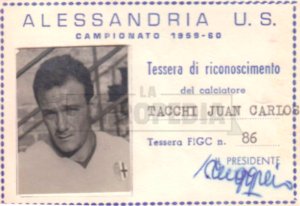 ALESSANDRIA U.S.
CAMPIONATO 1959-60
Tessera di riconoscimento
del calciatore
TACCHI JUAN CARLOS
Tessera FIGC n. 86
IL PRESIDENTE